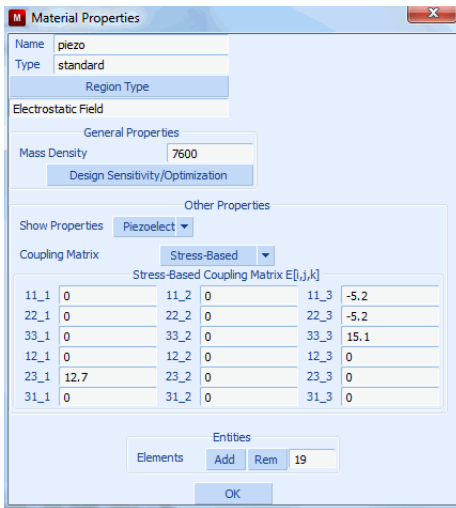 M Material Properties X
Name piezo
Type standard
Region Type
Electrostatic Field
General Properties
Mass Density 7600
Design Sensitivity/Optimization
Other Properties
Show Properties Piezoelect
Coupling Matrix Stress-Based
Stress-Based Coupling Matrix E[i,j,k]
11_1 0 11_2 0 11_3 -5.2
22_1 0 22_2 0 22_3 -5.2
33_1 0 33_2 0 33_3 15.1
12_1 0 12_2 0 12_3 0
23_1 12.7 23_2 0 23_3 0
31_1 0 31_2 0 31_3 0
Entities
Elements Add Rem 19
OK